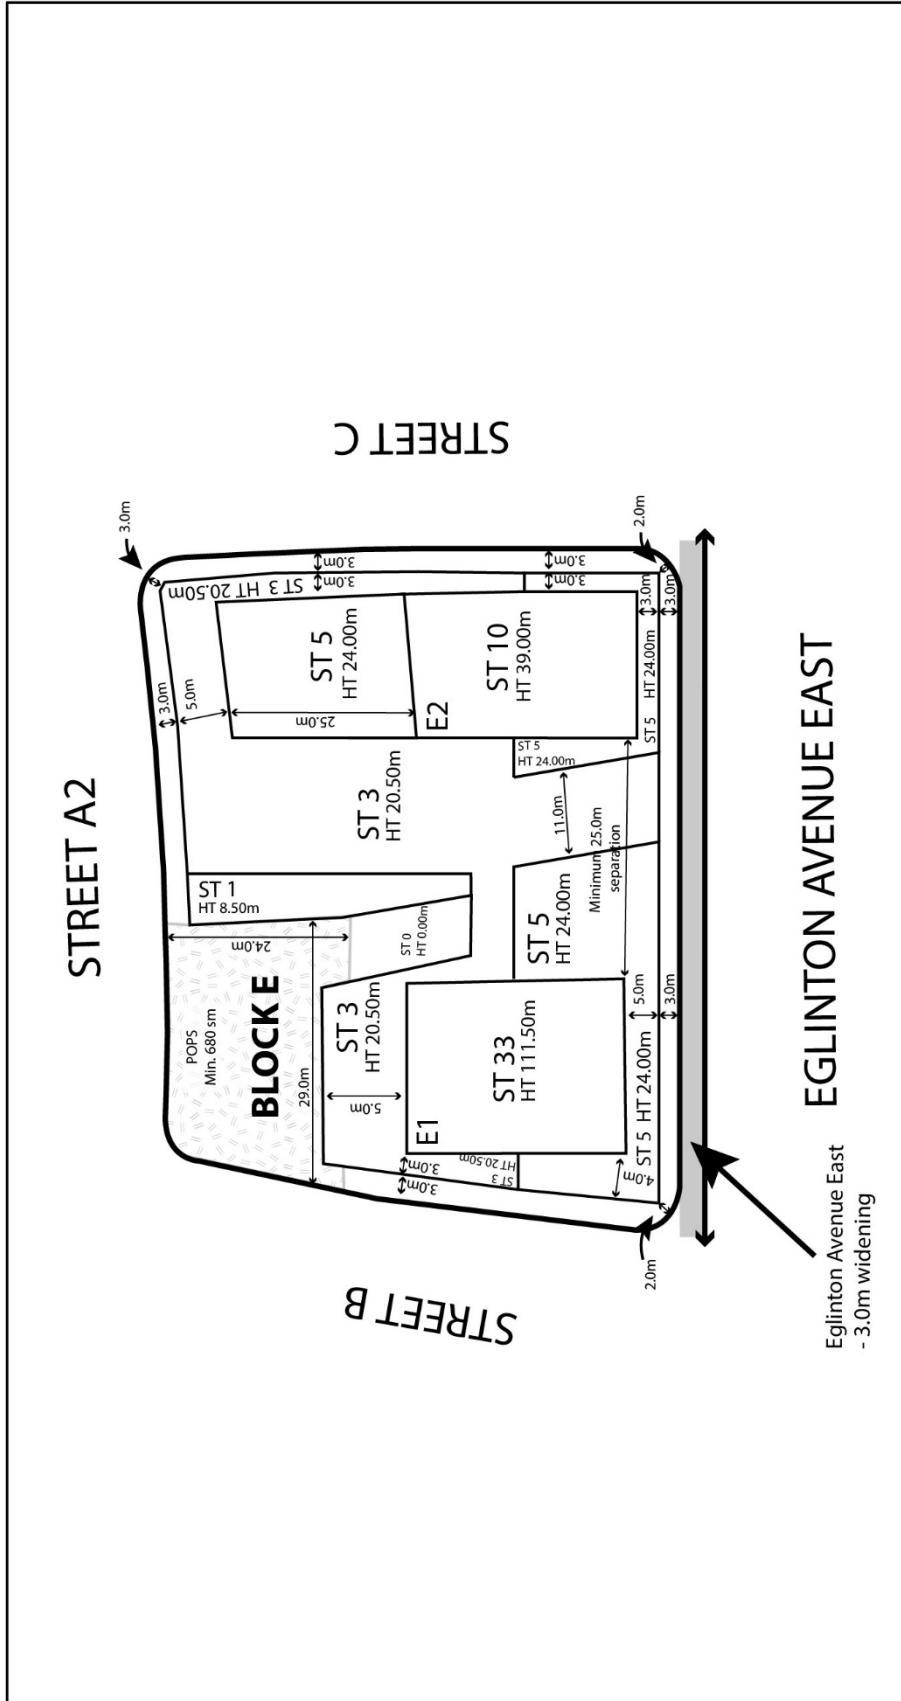 STREET A2
STREET C
STREET B
EGLINTON AVENUE EAST
Eglinton Avenue East
- 3.0m widening
BLOCK E
POPS
Min. 680 sm
24.0m
29.0m
ST 1
HT 8.50m
ST 0
HT 0.00m
ST 3
HT 20.50m
5.0m
E1
ST 33
HT 111.50m
3.0m
3.0m
ST 3
HT 20.50m
4.0m
2.0m
ST 5 HT 24.00m
5.0m
3.0m
ST 5
HT 24.00m
Minimum 25.0m
separation
11.0m
ST 3
HT 20.50m
ST 5
HT 24.00m
E2
ST 10
HT 39.00m
ST 5
HT 24.00m
25.0m
5.0m
3.0m
3.0m
ST 3 HT 20.50m
3.0m
3.0m
3.0m
3.0m
2.0m
3.0m
3.0m
ST 5 HT 24.00m